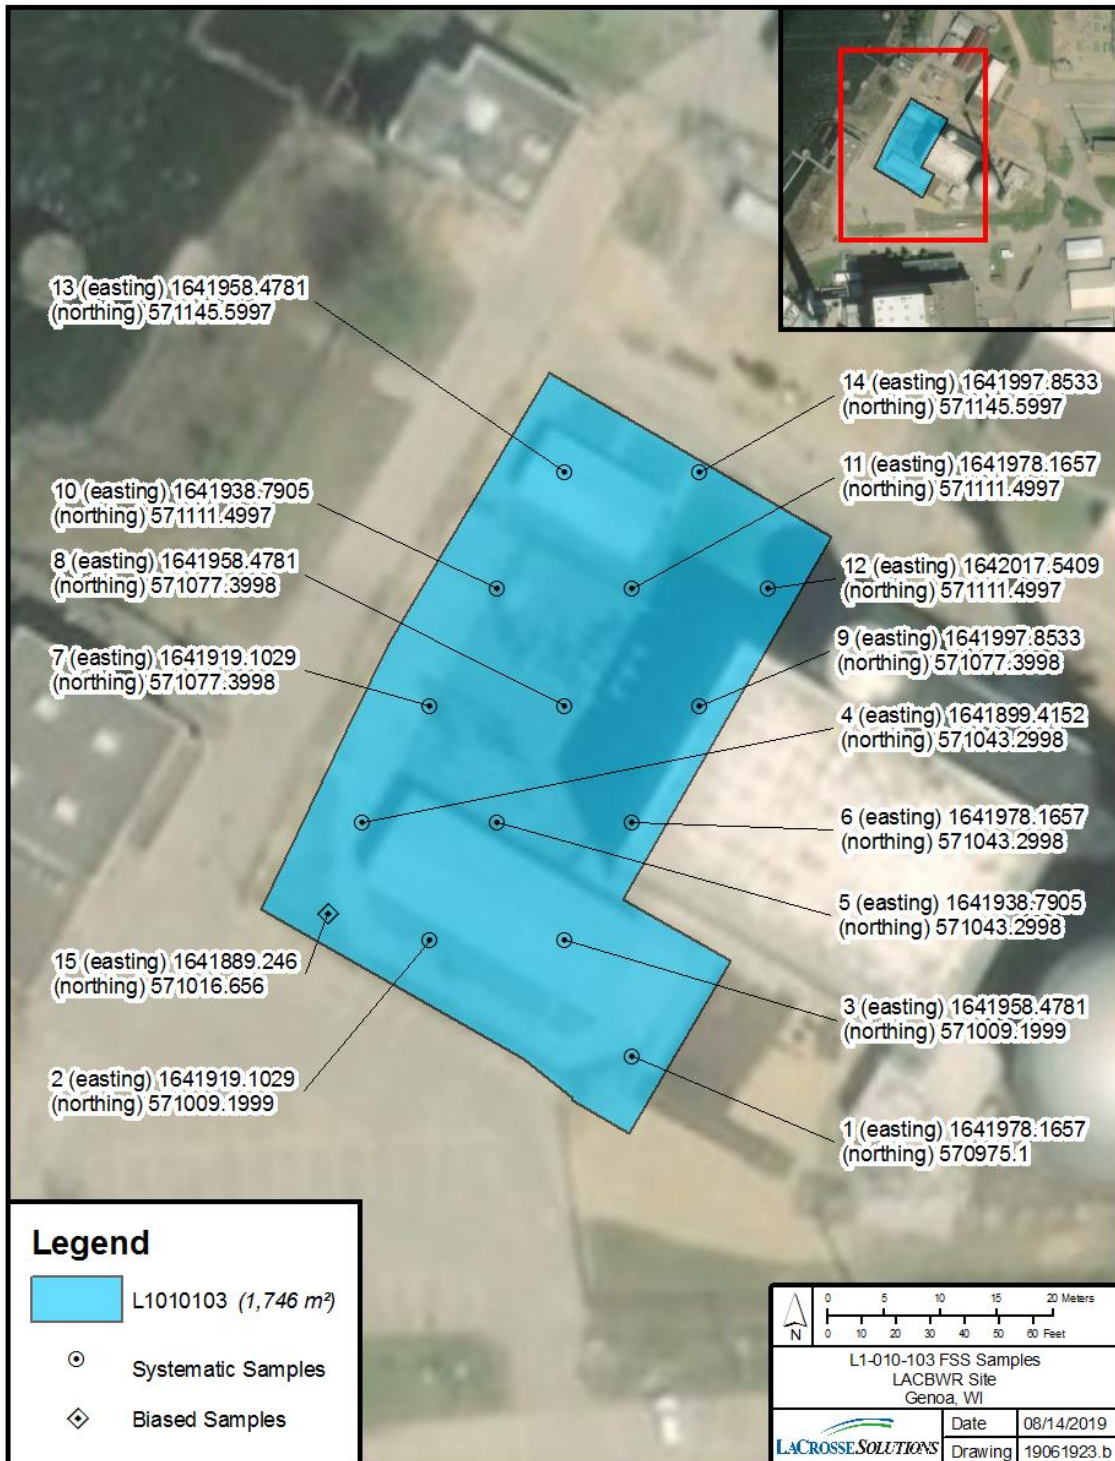 13 (easting) 1641958.4781
(northing) 571145.5997
14 (easting) 1641997.8533
(northing) 571145.5997
11 (easting) 1641978.1657
(northing) 571111.4997
10 (easting) 1641938.7905
(northing) 571111.4997
8 (easting) 1641958.4781
(northing) 571077.3998
12 (easting) 1642017.5409
(northing) 571111.4997
9 (easting) 1641997.8533
(northing) 571077.3998
7 (easting) 1641919.1029
(northing) 571077.3998
4 (easting) 1641899.4152
(northing) 571043.2998
6 (easting) 1641978.1657
(northing) 571043.2998
5 (easting) 1641938.7905
(northing) 571043.2998
15 (easting) 1641889.246
(northing) 571016.656
3 (easting) 1641958.4781
(northing) 571009.1999
2 (easting) 1641919.1029
(northing) 571009.1999
1 (easting) 1641978.1657
(northing) 570975.1
Legend
L1010103 (1,746 m²)
Systematic Samples
Biased Samples
N
0 5 10 15 20 Meters
0 10 20 30 40 50 60 Feet
L1-010-103 FSS Samples
LACBWR Site
Genoa, WI
LACROSSESOLUTIONS
Date 08/14/2019
Drawing 19061923.b